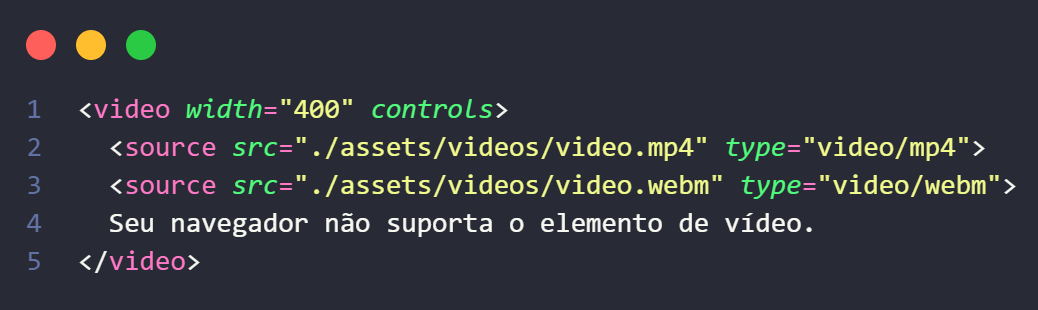 1 <video width="400" controls>
2 <source src="./assets/videos/video.mp4" type="video/mp4">
3 <source src="./assets/videos/video.webm" type="video/webm">
4 Seu navegador não suporta o elemento de vídeo.
5 </video>